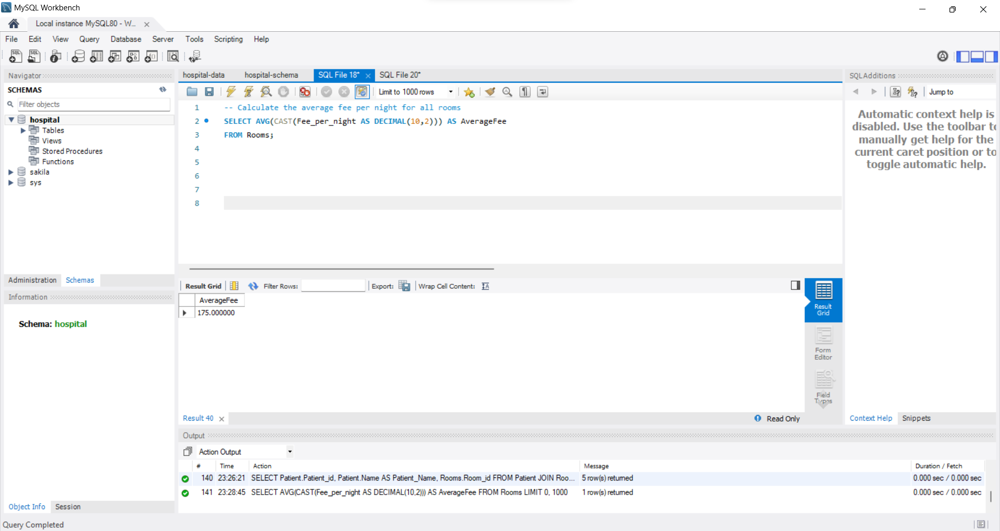 MySQL Workbench
Local instance MySQL80 - W...
File Edit View Query Database Server Tools Scripting Help
Navigator
SCHEMAS
Filter objects
hospital
Tables
Views
Stored Procedures
Functions
sakila
sys
Administration Schemas
Information
Schema: hospital
Object Info Session
hospital-data hospital-schema SQL File 18* SQL File 20*
Limit to 1000 rows
1 -- Calculate the average fee per night for all rooms
2 SELECT AVG(CAST(Fee_per_night AS DECIMAL(10,2))) AS AverageFee
3 FROM Rooms;
4
5
6
7
8
Result Grid Filter Rows: Export: Wrap Cell Content:
AverageFee
175.000000
Result Grid
Form Editor
Field Types
Result 40 Read Only
SQLAdditions
Jump to
Automatic context help is
disabled. Use the toolbar to
manually get help for the
current caret position or to
toggle automatic help.
Context Help Snippets
Output
Action Output
# Time Action Message Duration / Fetch
140 23:26:21 SELECT Patient.Patient_id, Patient.Name AS Patient_Name, Rooms.Room_id FROM Patient JOIN Roo... 5 row(s) returned 0.000 sec / 0.000 sec
141 23:28:45 SELECT AVG(CAST(Fee_per_night AS DECIMAL(10,2))) AS AverageFee FROM Rooms LIMIT 0, 1000 1 row(s) returned 0.000 sec / 0.000 sec
Query Completed